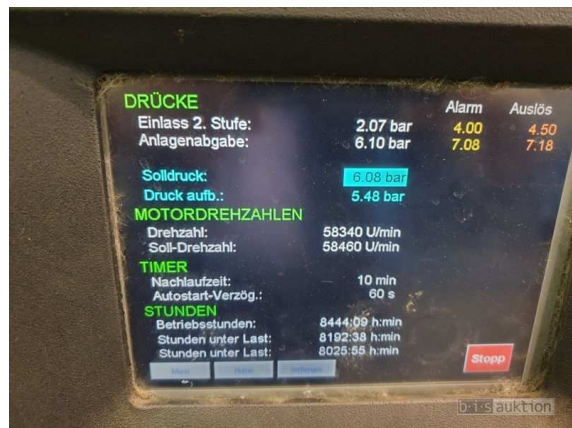 DRÜCKE Alarm Auslös
Einlass 2. Stufe: 2.07 bar 4.00 4.50
Anlagenabgabe: 6.10 bar 7.08 7.18
Solldruck: 6.08 bar
Druck aufb.: 5.48 bar
MOTORDREHZAHLEN
Drehzahl: 58340 U/min
Soll-Drehzahl: 58460 U/min
TIMER
Nachlaufzeit: 10 min
Autostart-Verzög.: 60 s
STUNDEN
Betriebsstunden: 8444:09 h:min
Stunden unter Last: 8192:38 h:min
Stunden unter Last: 8025:55 h:min
Stopp
b·i·s auktion